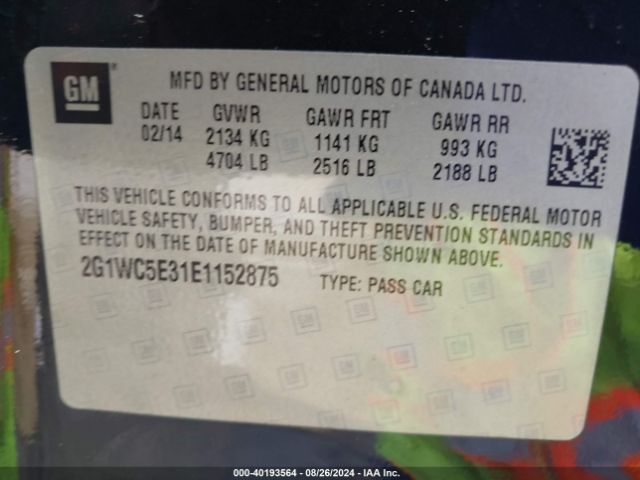 GM
MFD BY GENERAL MOTORS OF CANADA LTD.
DATE GVWR GAWR FRT GAWR RR
02/14 2134 KG 1141 KG 993 KG
4704 LB 2516 LB 2188 LB
THIS VEHICLE CONFORMS TO ALL APPLICABLE U.S. FEDERAL MOTOR
VEHICLE SAFETY, BUMPER, AND THEFT PREVENTION STANDARDS IN
EFFECT ON THE DATE OF MANUFACTURE SHOWN ABOVE.
2G1WC5E31E1152875 TYPE: PASS CAR
000-40193564 / 08/26/2024 / IAA Inc.